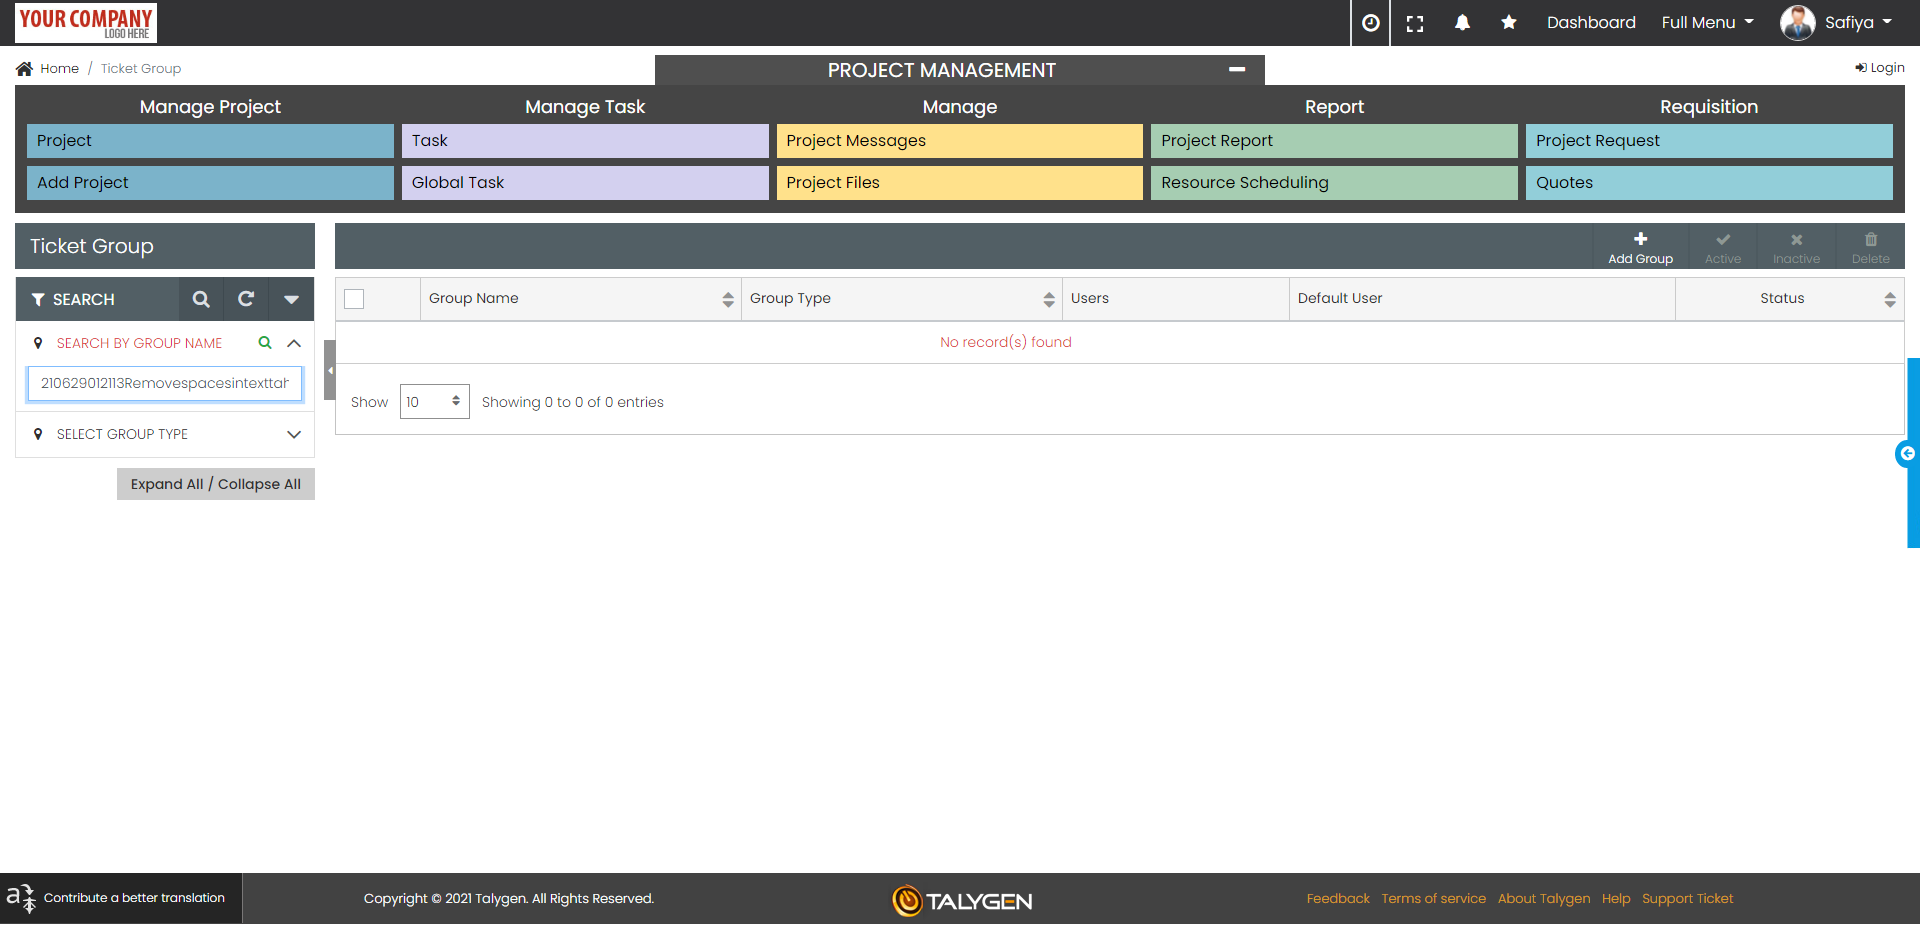 YOUR COMPANY
LOGO HERE
Dashboard
Full Menu
Safiya
Home / Ticket Group
PROJECT MANAGEMENT
Login
Manage Project
Manage Task
Manage
Report
Requisition
Project
Task
Project Messages
Project Report
Project Request
Add Project
Global Task
Project Files
Resource Scheduling
Quotes
Ticket Group
Add Group
Active
Inactive
Delete
SEARCH
Group Name
Group Type
Users
Default User
Status
SEARCH BY GROUP NAME
No record(s) found
210629012113Removespacesintexttah
Show 10 Showing 0 to 0 of 0 entries
SELECT GROUP TYPE
Expand All / Collapse All
Contribute a better translation
Copyright © 2021 Talygen. All Rights Reserved.
TALYGEN
Feedback
Terms of service
About Talygen
Help
Support Ticket